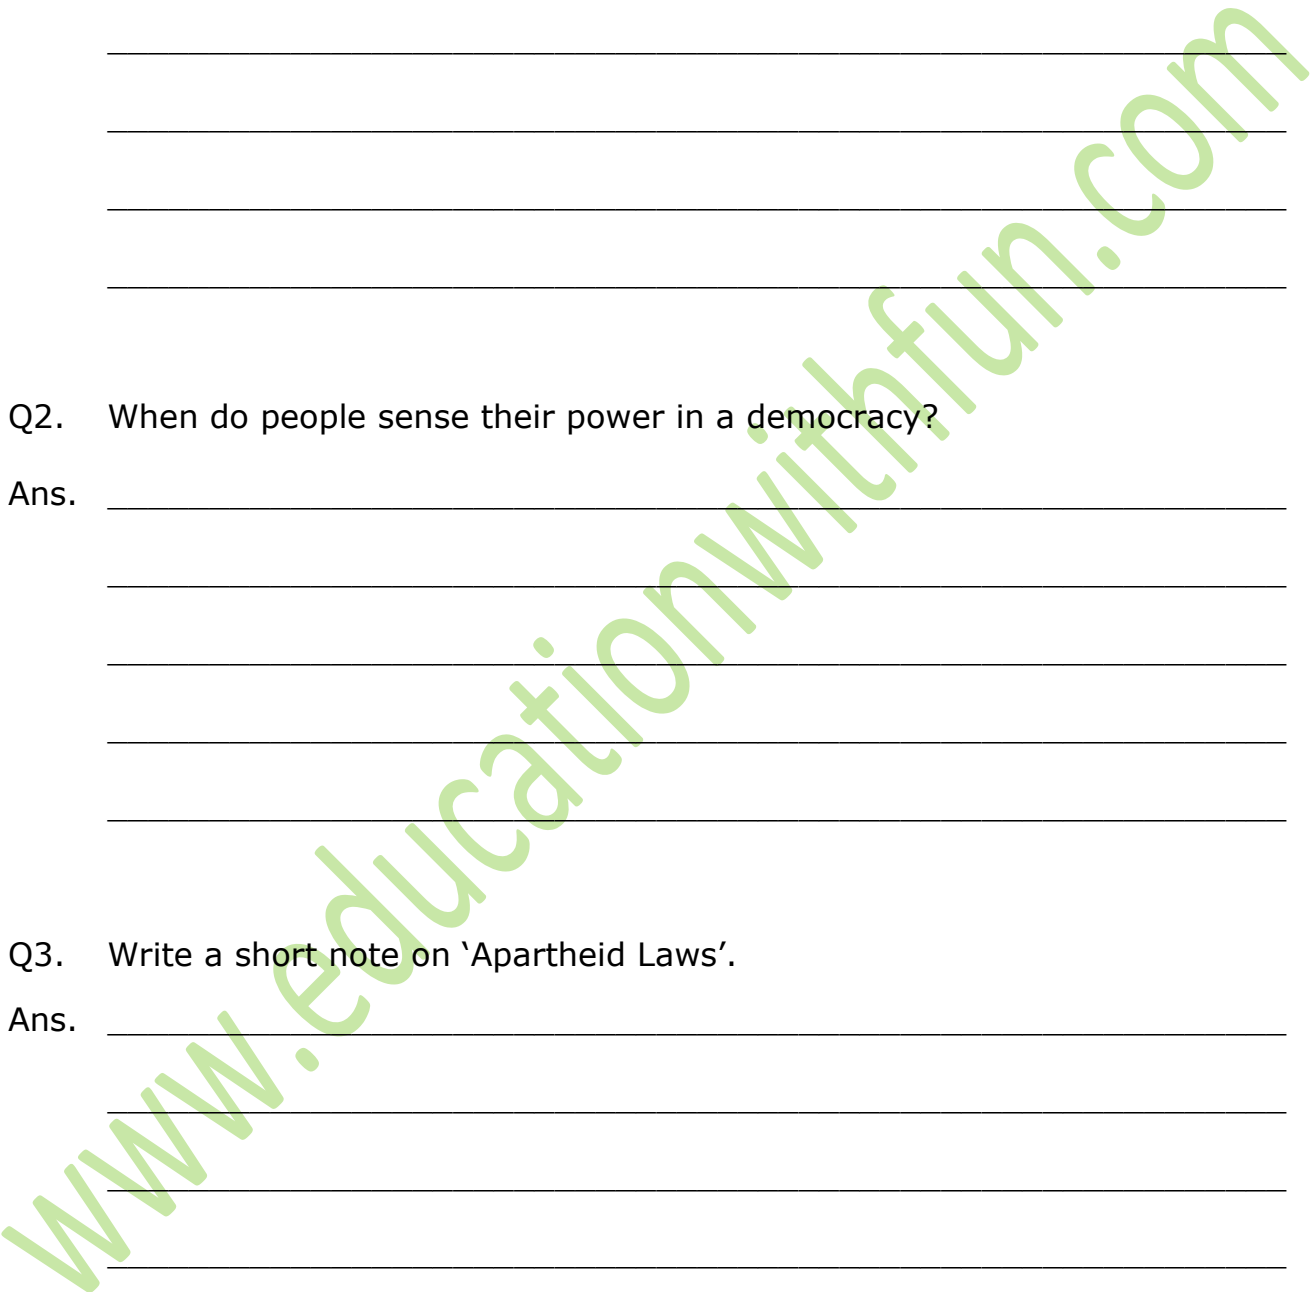 Q2. When do people sense their power in a democracy?
Ans.
Q3. Write a short note on ‘Apartheid Laws’.
Ans.
www.educationwithfun.com